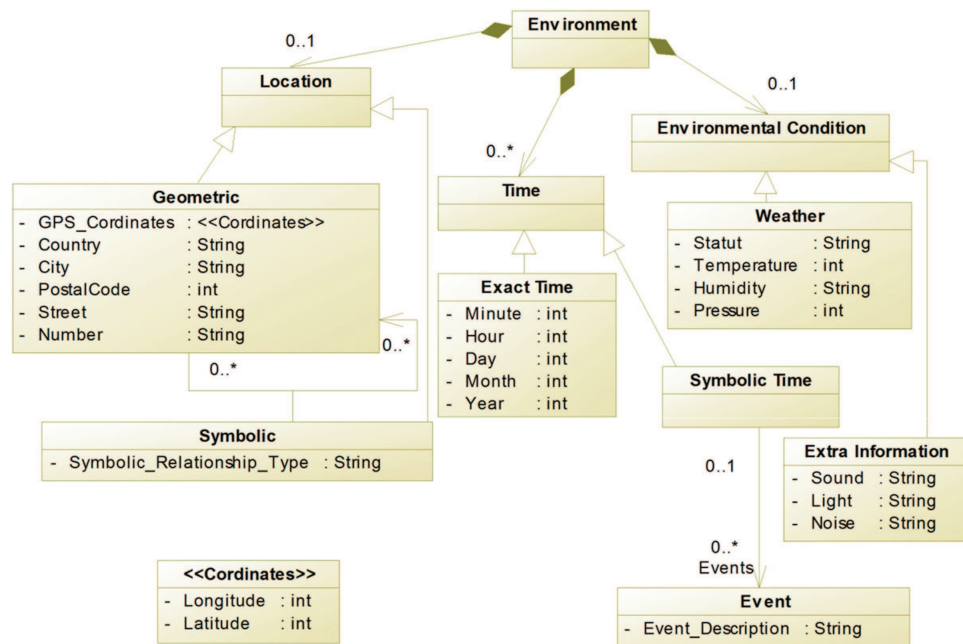 Environment
0..1
0..1
Location
Environmental Condition
0..*
Time
Geometric
- GPS_Cordinates : <<Cordinates>>
- Country : String
- City : String
- PostalCode : int
- Street : String
- Number : String
Weather
- Statut : String
- Temperature : int
- Humidity : String
- Pressure : int
Exact Time
- Minute : int
- Hour : int
- Day : int
- Month : int
- Year : int
0..*
0..*
Symbolic Time
Symbolic
- Symbolic_Relationship_Type : String
Extra Information
- Sound : String
- Light : String
- Noise : String
0..1
0..*
Events
<<Cordinates>>
- Longitude : int
- Latitude : int
Event
- Event_Description : String